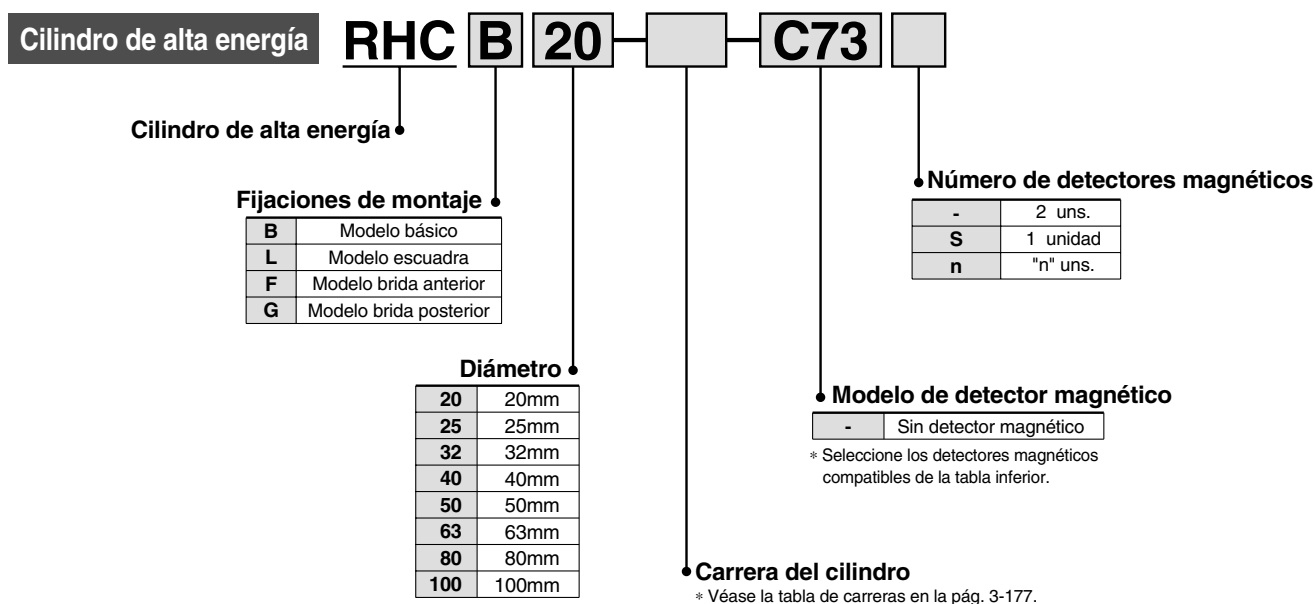 Cilindro de alta energía RHC B 20 - - C73
Cilindro de alta energía
Fijaciones de montaje
B Modelo básico
L Modelo escuadra
F Modelo brida anterior
G Modelo brida posterior
Diámetro
20 20mm
25 25mm
32 32mm
40 40mm
50 50mm
63 63mm
80 80mm
100 100mm
Carrera del cilindro
* Véase la tabla de carreras en la pág. 3-177.
Modelo de detector magnético
- Sin detector magnético
* Seleccione los detectores magnéticos
compatibles de la tabla inferior.
Número de detectores magnéticos
- 2 uns.
S 1 unidad
n "n" uns.